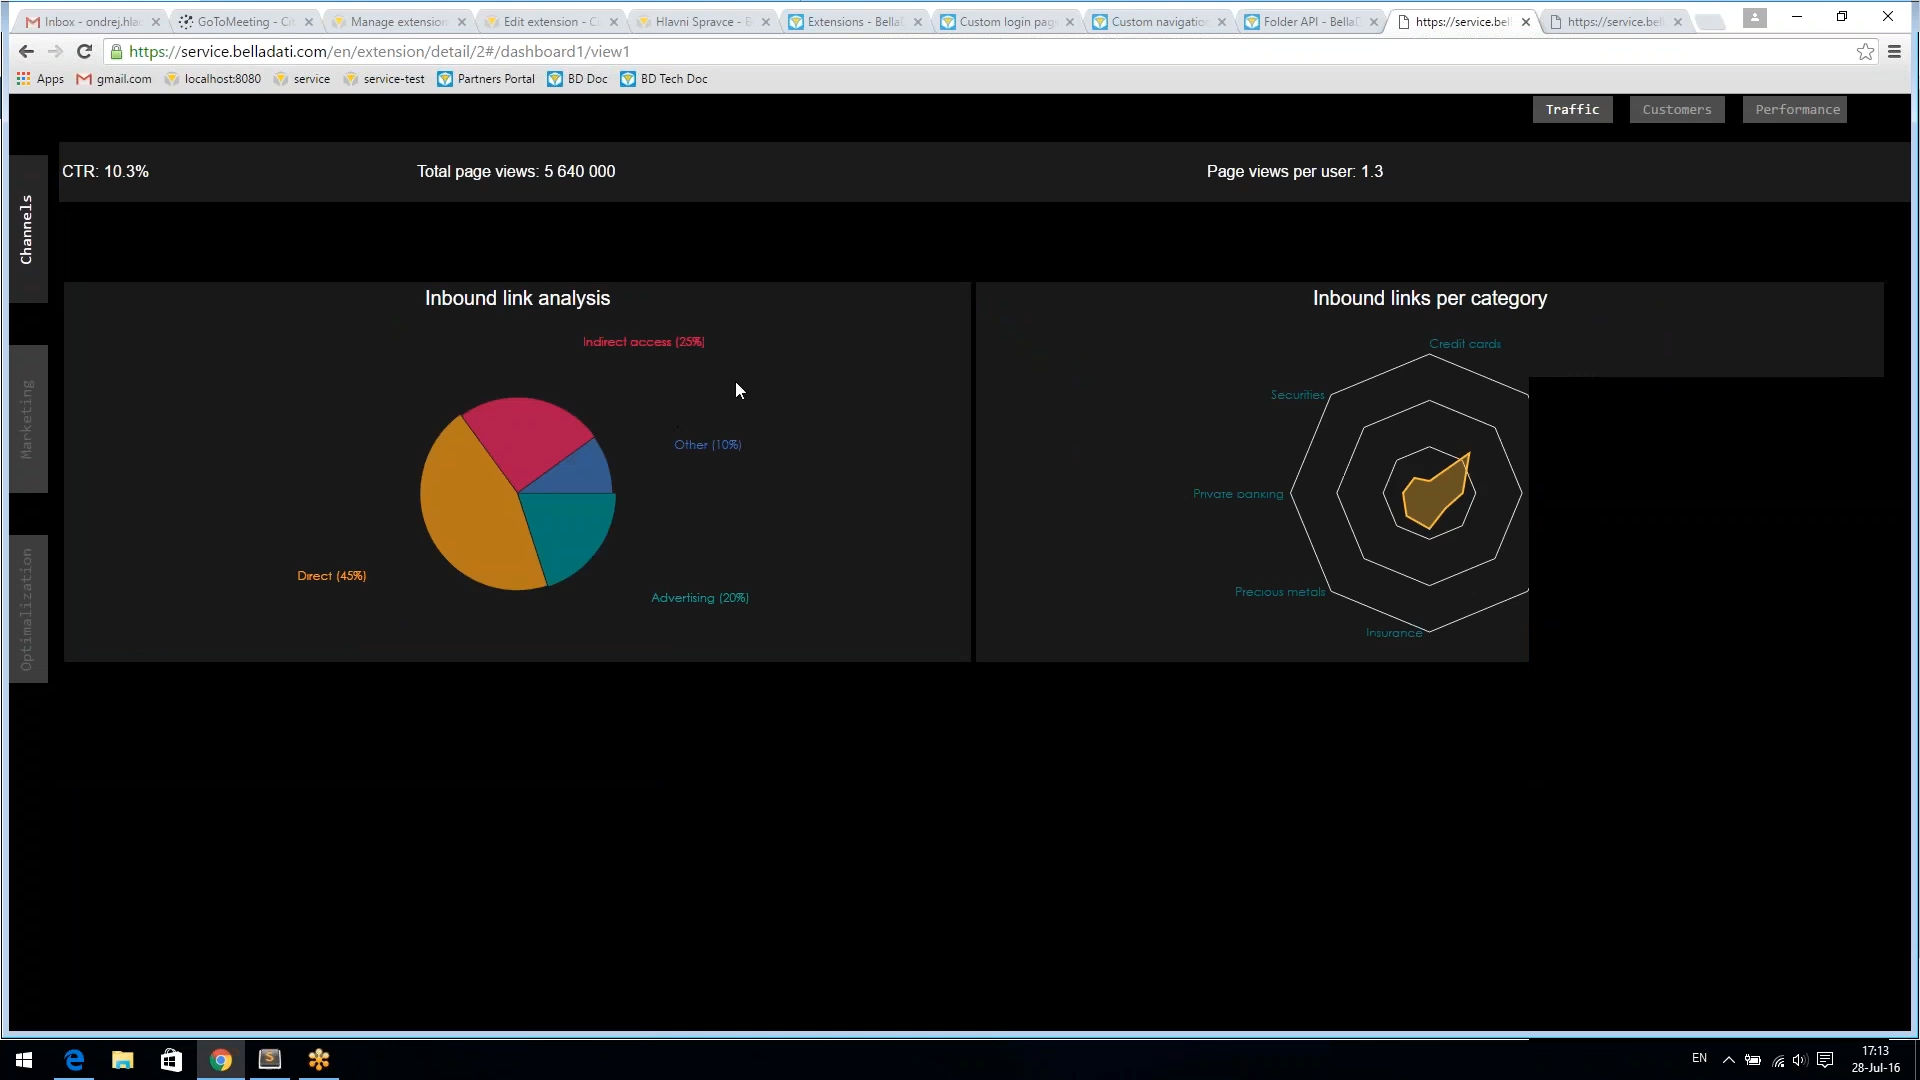 Inbox - ondrej.hla
GoToMeeting - Cit
Manage extension
Edit extension - C
Hlavni Spravce - B
Extensions - BellaD
Custom login pag
Custom navigatio
Folder API - BellaD
https://service.bel
https://service.bel
https://service.belladati.com/en/extension/detail/2#/dashboard1/view1
Apps
gmail.com
localhost:8080
service
service-test
Partners Portal
BD Doc
BD Tech Doc
Traffic
Customers
Performance
CTR: 10.3%
Total page views: 5 640 000
Page views per user: 1.3
Channels
Marketing
Optimalization
Inbound link analysis
Indirect access (25%)
Other (10%)
Direct (45%)
Advertising (20%)
Inbound links per category
Credit cards
Securities
Private banking
Precious metals
Insurance
EN
17:13
28-Jul-16